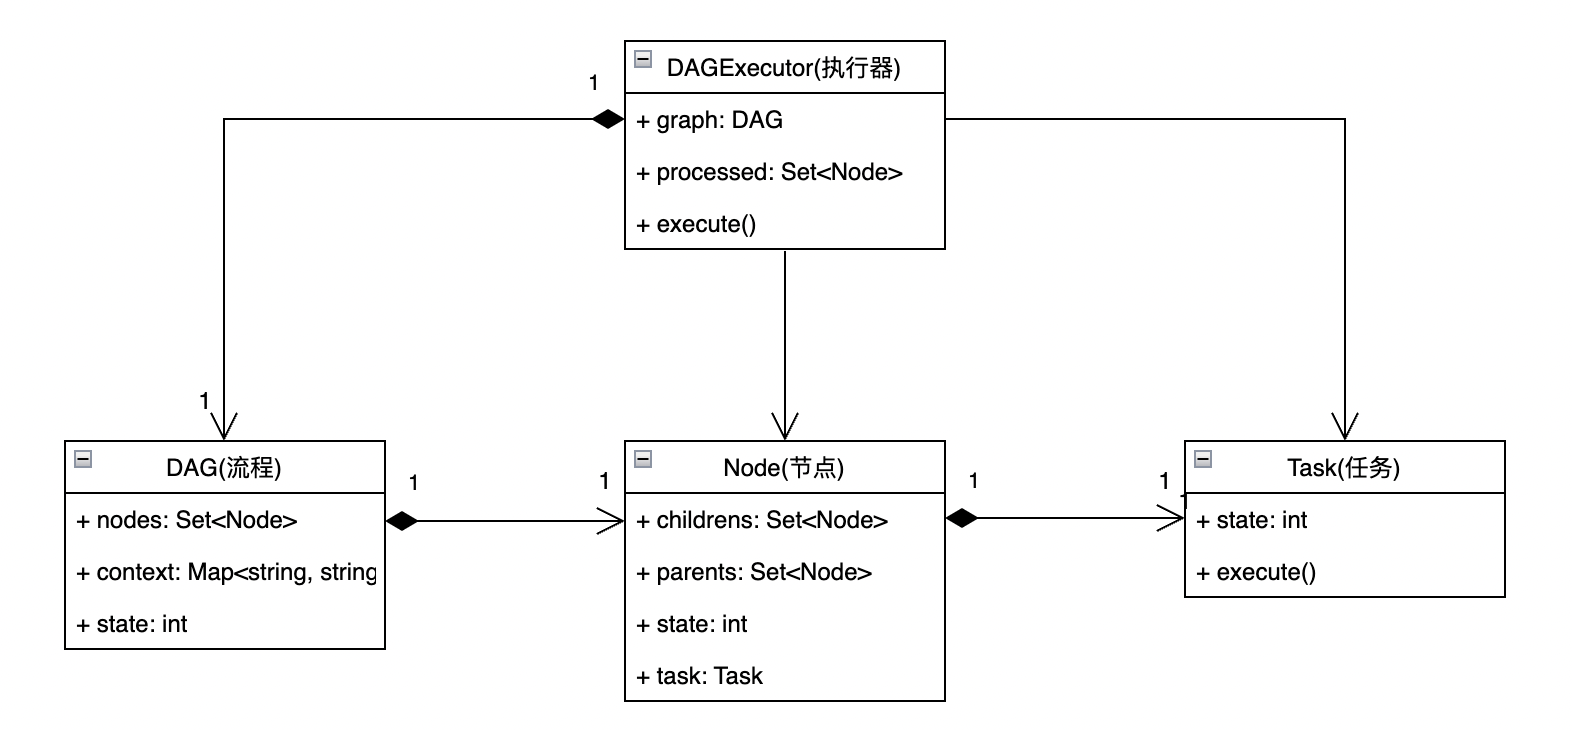 DAGExecutor(执行器)
1
+ graph: DAG
+ processed: Set<Node>
+ execute()
1
DAG(流程)
+ nodes: Set<Node>
+ context: Map<string, string
+ state: int
1
1
Node(节点)
+ childrens: Set<Node>
+ parents: Set<Node>
+ state: int
+ task: Task
1
1
Task(任务)
+ state: int
+ execute()